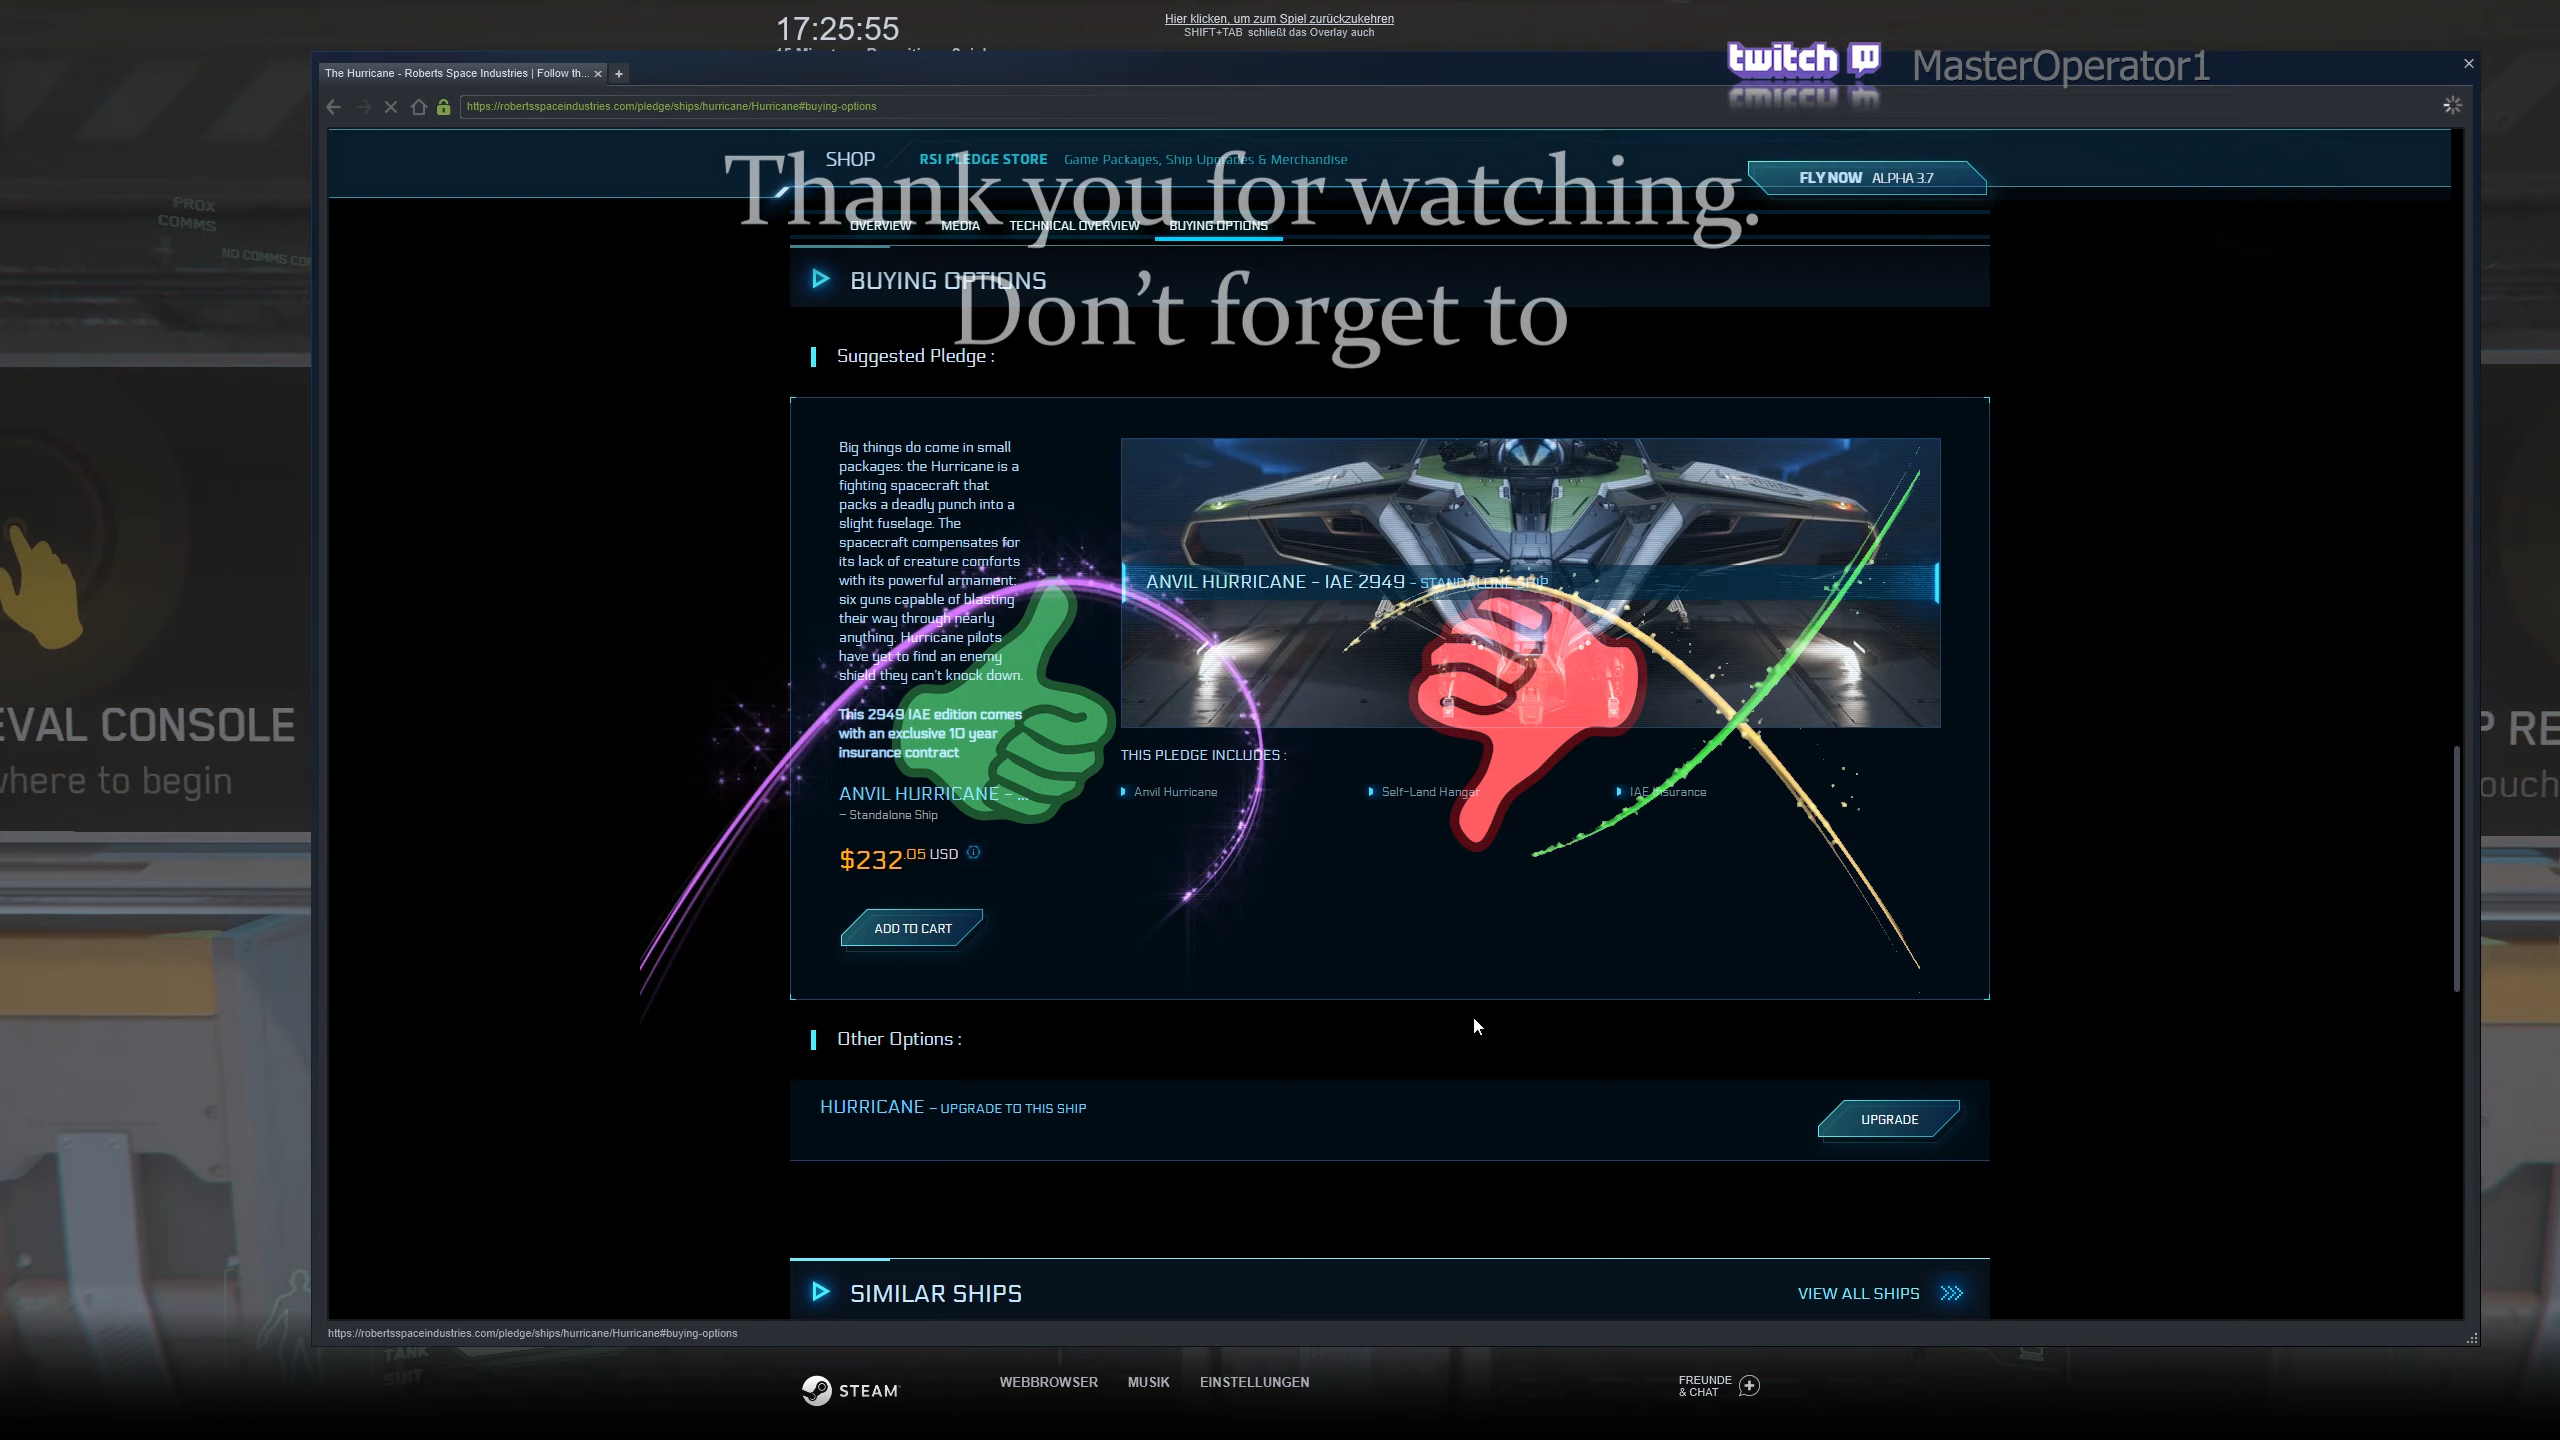 17:25:55
Hier klicken, um zum Spiel zurückzukehren
SHIFT+TAB schließt das Overlay auch
twitch
MasterOperator1
The Hurricane - Roberts Space Industries | Follow th...
https://robertsspaceindustries.com/pledge/ships/hurricane/Hurricane#buying-options
SHOP
RSI PLEDGE STORE
Game Packages, Ship Upgrades & Merchandise
FLY NOW ALPHA 3.7
Thank you for watching.
Don't forget to
OVERVIEW
MEDIA
TECHNICAL OVERVIEW
BUYING OPTIONS
PROX
COMMS
NO COMMS
BUYING OPTIONS
Suggested Pledge :
Big things do come in small
packages: the Hurricane is a
fighting spacecraft that
packs a deadly punch into a
slight fuselage. The
spacecraft compensates for
its lack of creature comforts
with its powerful armament:
six guns capable of blasting
their way through nearly
anything. Hurricane pilots
have yet to find an enemy
shield they can't knock down.
This 2949 IAE edition comes
with an exclusive 10 year
insurance contract
ANVIL HURRICANE - ...
- Standalone Ship
$232.05 USD
ADD TO CART
ANVIL HURRICANE - IAE 2949 - STANDALONE SHIP
THIS PLEDGE INCLUDES :
Anvil Hurricane
Self-Land Hangar
IAE Insurance
EVAL CONSOLE
where to begin
P RE
ouch
Other Options :
HURRICANE - UPGRADE TO THIS SHIP
UPGRADE
SIMILAR SHIPS
VIEW ALL SHIPS
https://robertsspaceindustries.com/pledge/ships/hurricane/Hurricane#buying-options
TANK
SUIT
STEAM
WEBBROWSER
MUSIK
EINSTELLUNGEN
FREUNDE
& CHAT